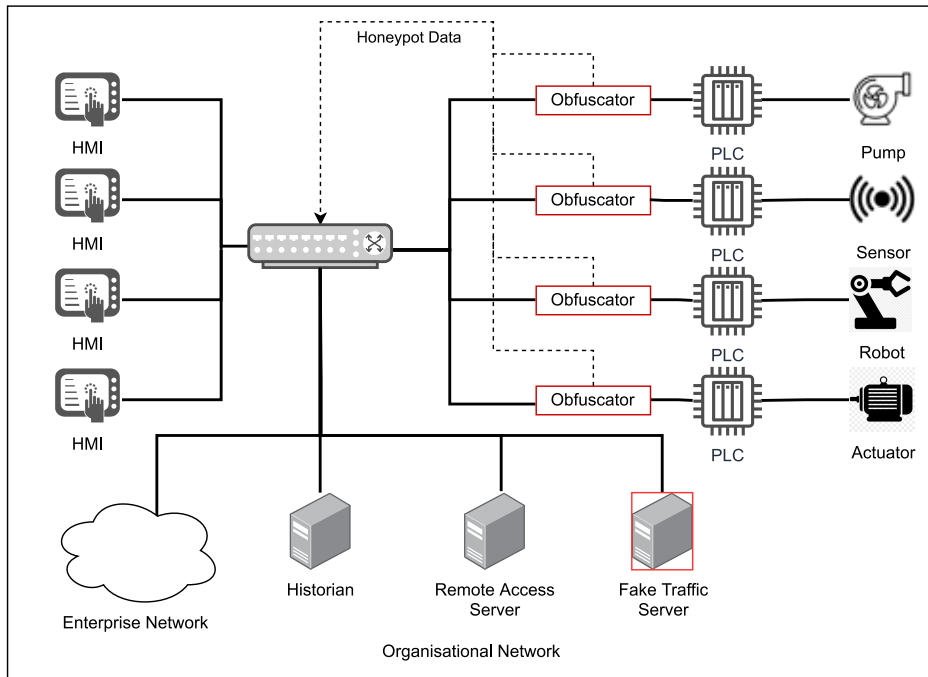 Honeypot Data
HMI
Obfuscator
PLC
Pump
HMI
Obfuscator
PLC
Sensor
HMI
Obfuscator
PLC
Robot
HMI
Obfuscator
PLC
Actuator
Enterprise Network
Historian
Remote Access
Server
Fake Traffic
Server
Organisational Network